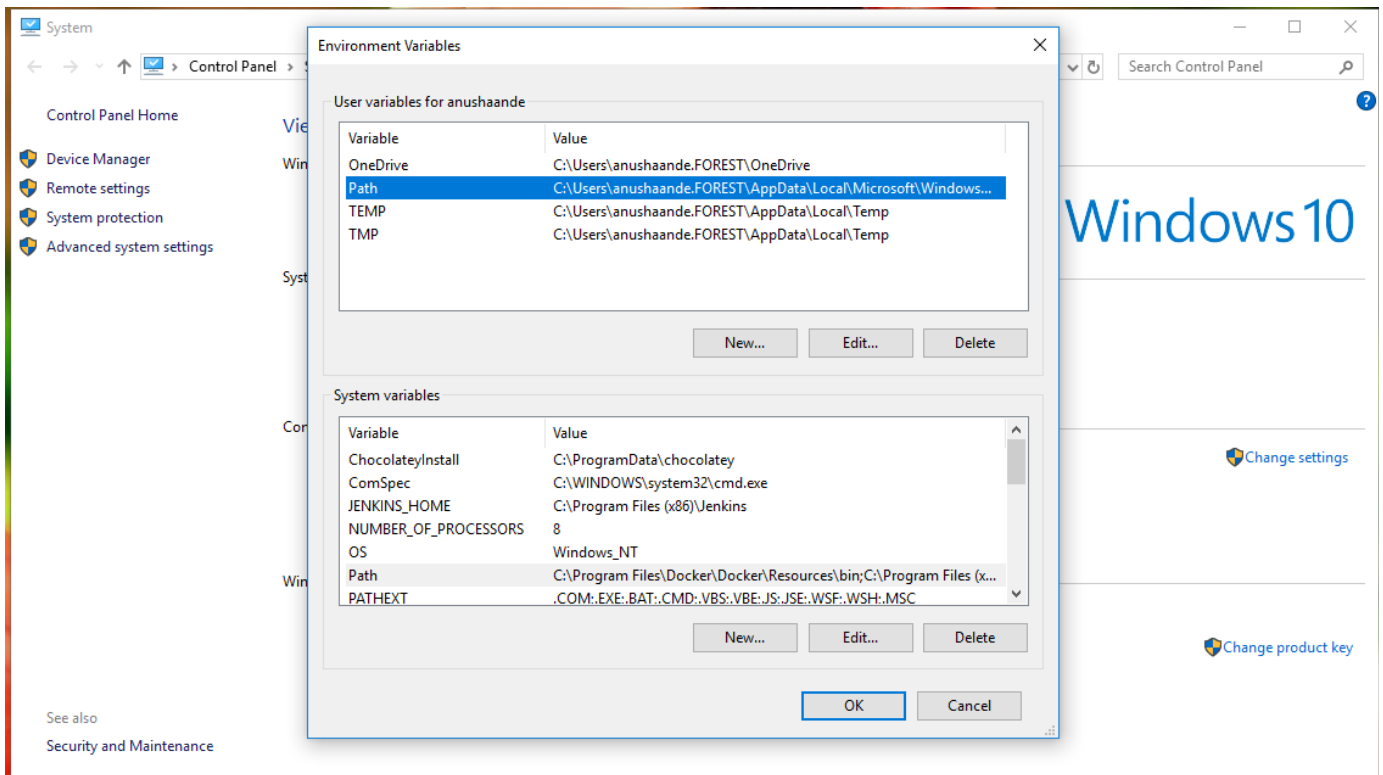 System
Environment Variables
Control Panel
Search Control Panel
Control Panel Home
Device Manager
Remote settings
System protection
Advanced system settings
See also
Security and Maintenance
Vie
Win
Syst
Win
User variables for anushaande
Variable Value
OneDrive C:\Users\anushaande.FOREST\OneDrive
Path C:\Users\anushaande.FOREST\AppData\Local\Microsoft\Windows...
TEMP C:\Users\anushaande.FOREST\AppData\Local\Temp
TMP C:\Users\anushaande.FOREST\AppData\Local\Temp
New... Edit... Delete
System variables
Variable Value
ChocolateyInstall C:\ProgramData\chocolatey
ComSpec C:\WINDOWS\system32\cmd.exe
JENKINS_HOME C:\Program Files (x86)\Jenkins
NUMBER_OF_PROCESSORS 8
OS Windows_NT
Path C:\Program Files\Docker\Docker\Resources\bin;C:\Program Files (x...
PATHEXT .COM;.EXE;.BAT;.CMD;.VBS;.VBE;.JS;.JSE;.WSF;.WSH;.MSC
New... Edit... Delete
OK Cancel
Windows 10
Change settings
Change product key